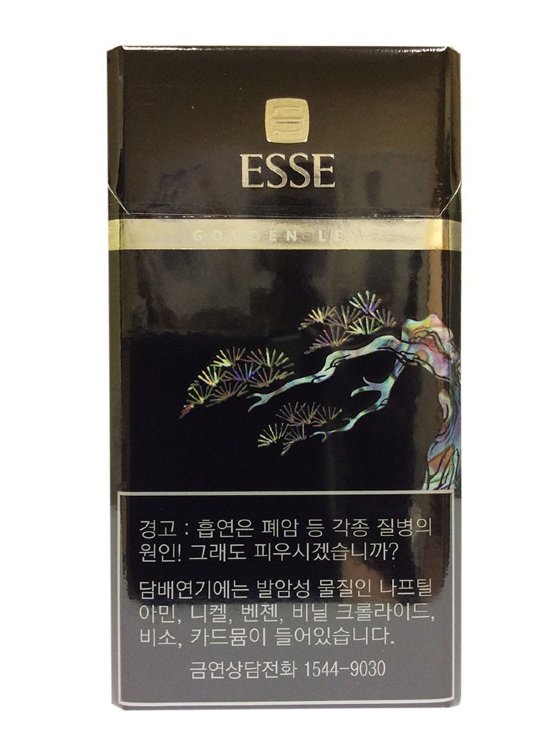 ESSE
GOLDEN LEAF
경고 : 흡연은 폐암 등 각종 질병의
원인! 그래도 피우시겠습니까?
담배연기에는 발암성 물질인 나프틸
아민, 니켈, 벤젠, 비닐 크롤라이드,
비소, 카드뮴이 들어있습니다.
금연상담전화 1544-9030